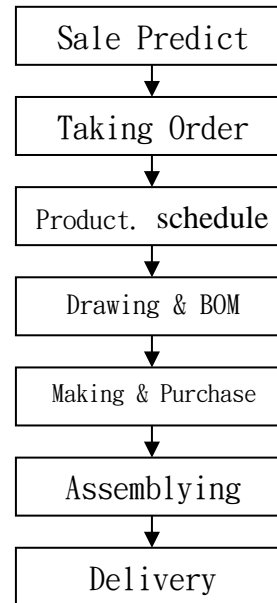 Sale Predict
Taking Order
Product. schedule
Drawing & BOM
Making & Purchase
Assemblying
Delivery